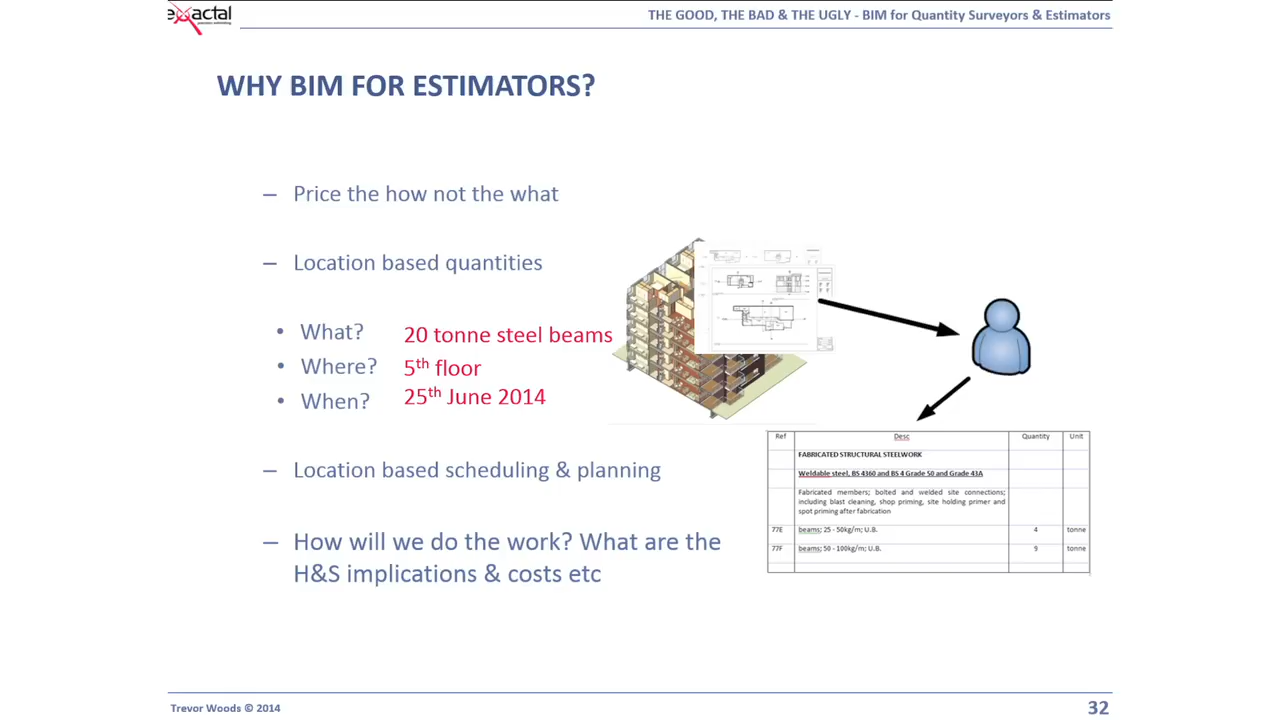 exactal
THE GOOD, THE BAD & THE UGLY - BIM for Quantity Surveyors & Estimators
WHY BIM FOR ESTIMATORS?
– Price the how not the what
– Location based quantities
• What? 20 tonne steel beams
• Where? 5th floor
• When? 25th June 2014
– Location based scheduling & planning
– How will we do the work? What are the
H&S implications & costs etc
Ref Desc Quantity Unit
FABRICATED STRUCTURAL STEELWORK
Weldable steel, BS 4360 and BS 4 Grade 50 and Grade 43A
Fabricated members; bolted and welded site connections;
including blast cleaning, shop priming, site holding primer and
spot priming after fabrication
77E beams; 25 - 50kg/m; U.B. 4 tonne
77F beams; 50 - 100kg/m; U.B. 9 tonne
Trevor Woods © 2014
32